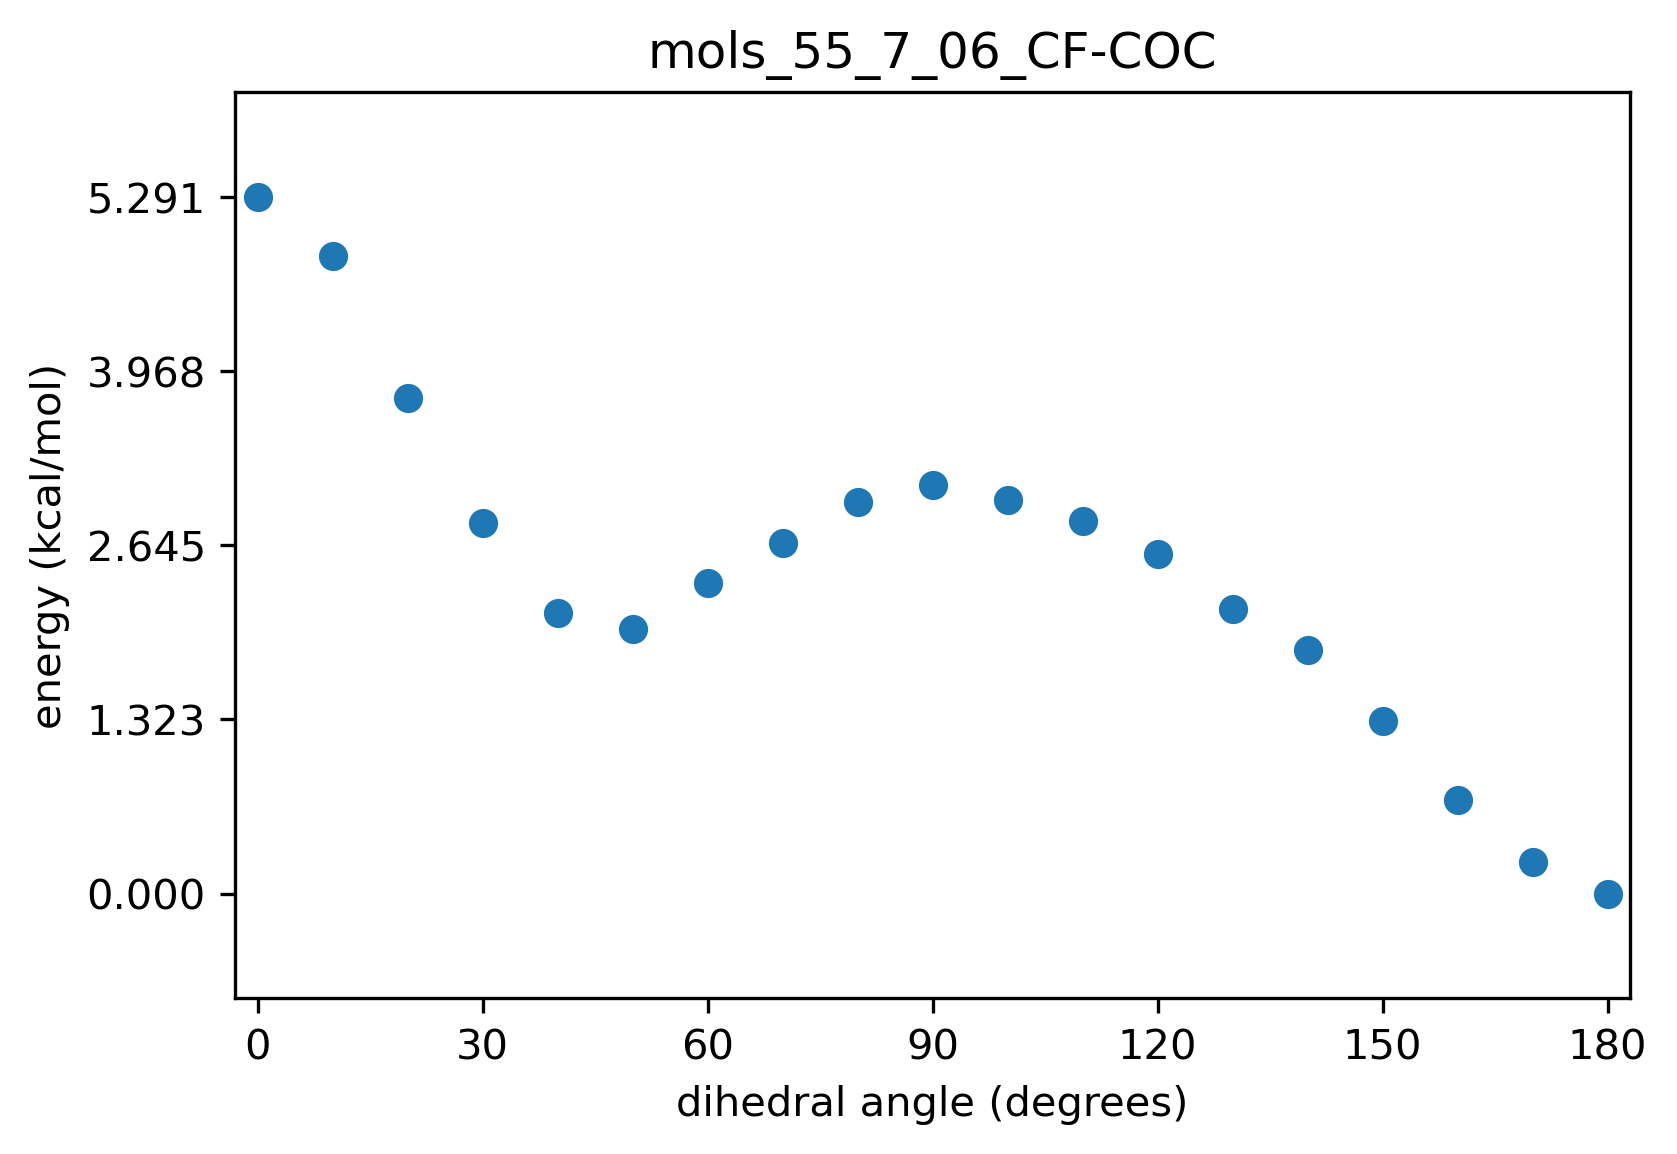 mols_55_7_06_CF-COC
energy (kcal/mol)
5.291
3.968
2.645
1.323
0.000
0 30 60 90 120 150 180
dihedral angle (degrees)